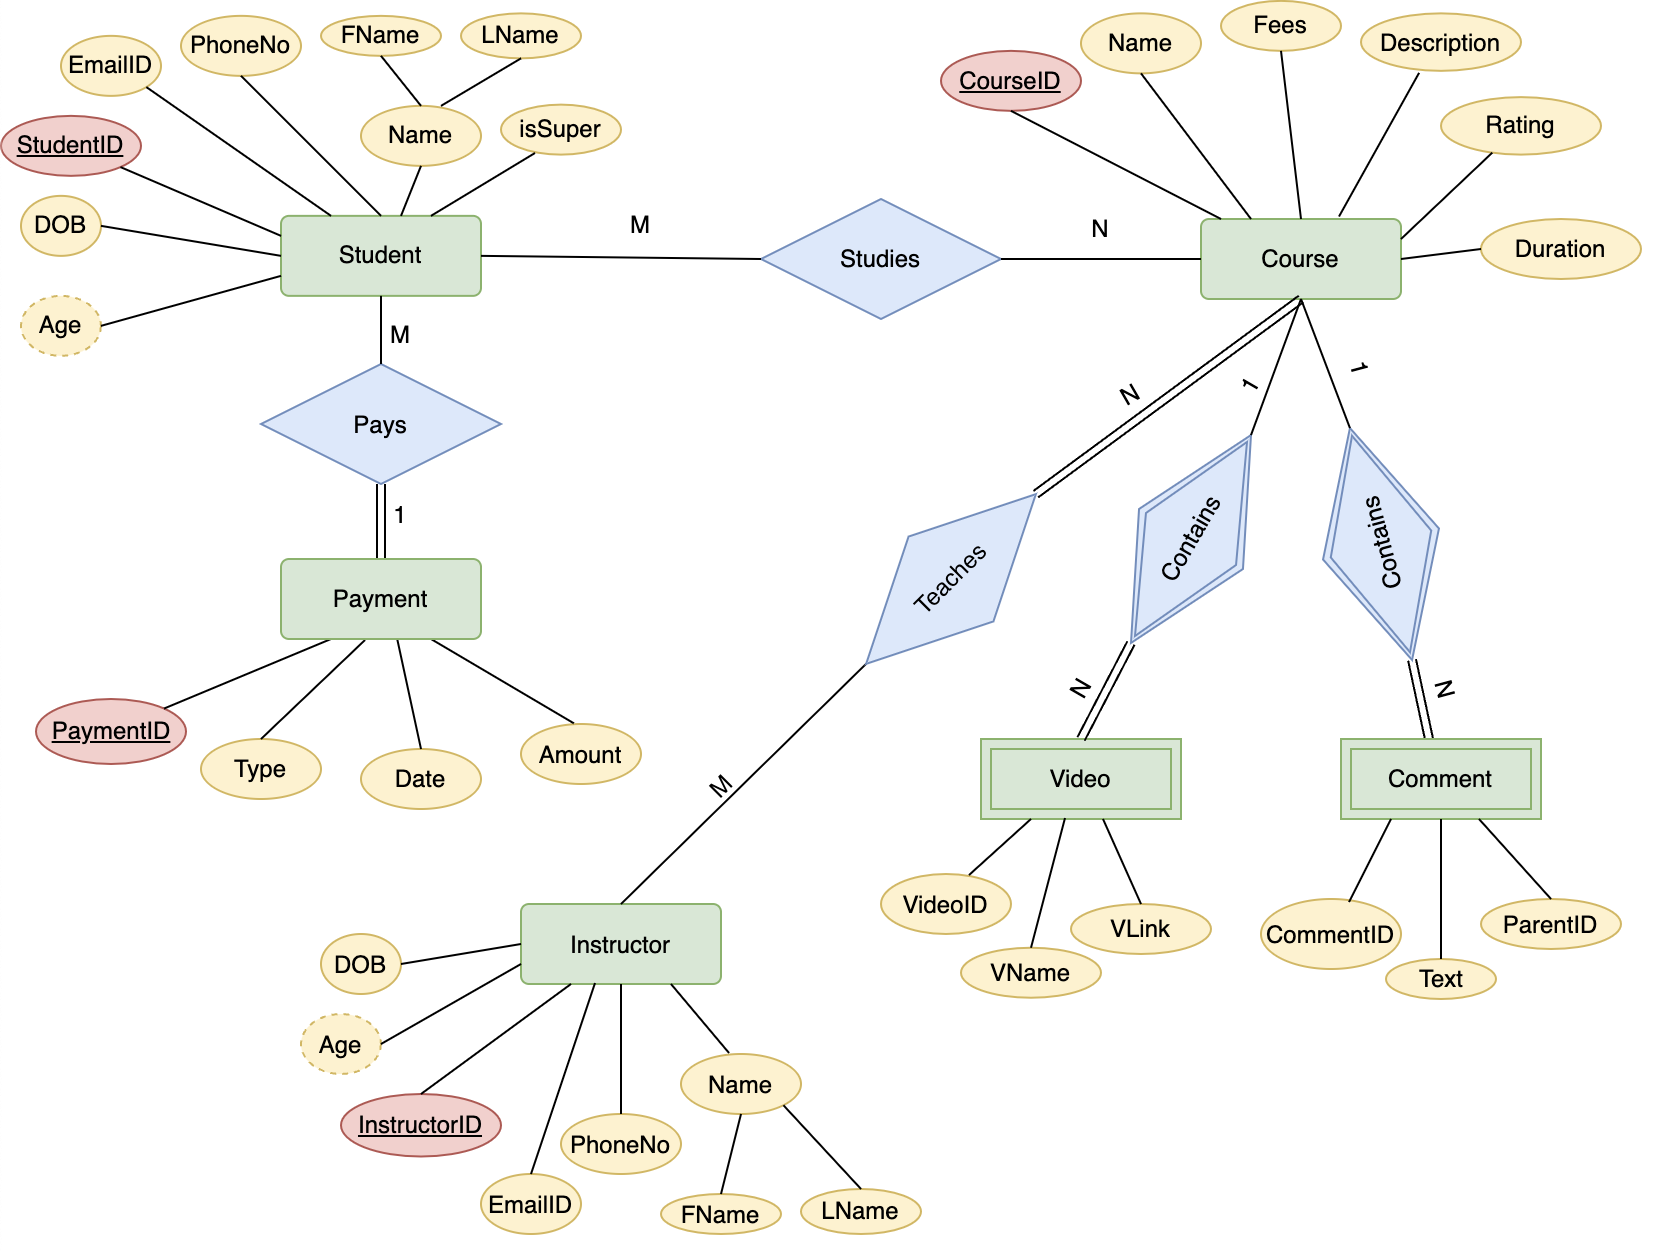 FName
LName
PhoneNo
EmailID
Name
isSuper
StudentID
DOB
Student
Age
M
Studies
N
Fees
Name
Description
CourseID
Rating
Course
Duration
M
Pays
1
Payment
PaymentID
Type
Date
Amount
N
1
1
Teaches
Contains
Contains
M
N
N
Video
Comment
VideoID
VName
VLink
CommentID
Text
ParentID
Instructor
DOB
Age
InstructorID
EmailID
PhoneNo
Name
FName
LName